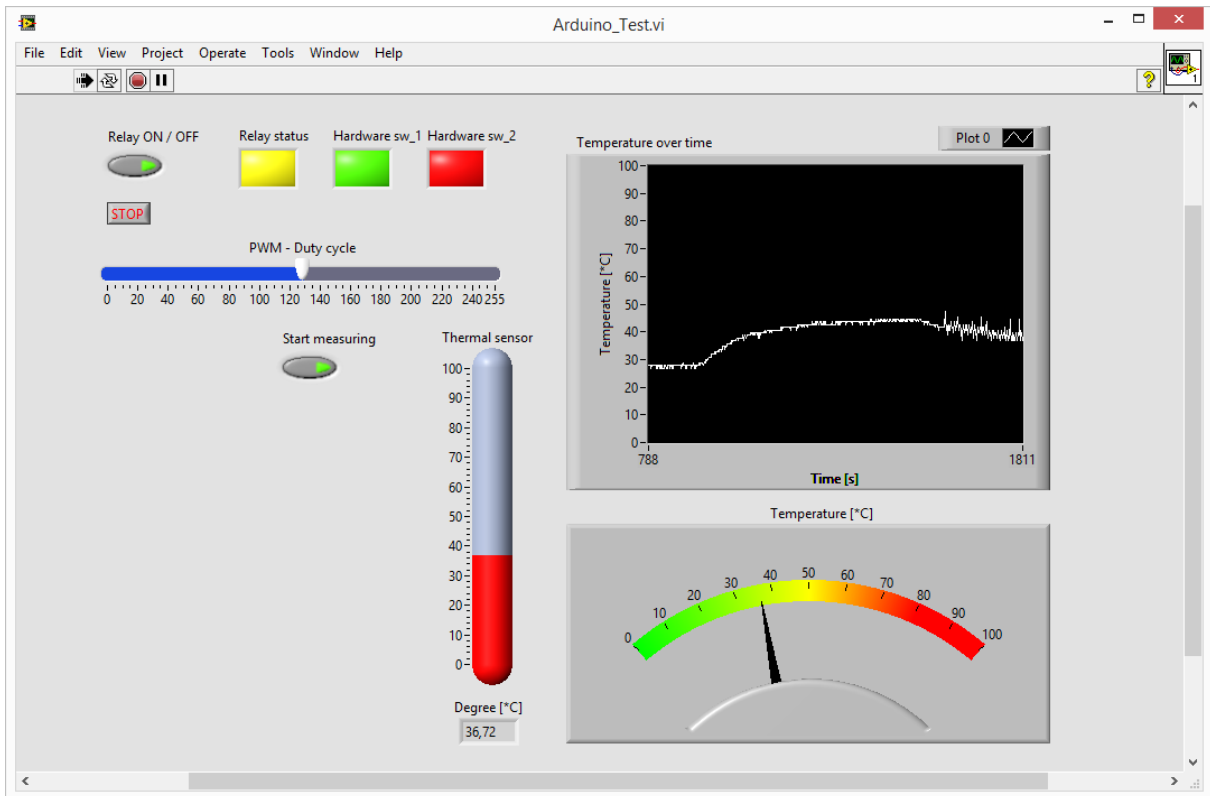 Arduino_Test.vi
File Edit View Project Operate Tools Window Help
1
Relay ON / OFF
Relay status
Hardware sw_1
Hardware sw_2
STOP
PWM - Duty cycle
0 20 40 60 80 100 120 140 160 180 200 220 240 255
Start measuring
Thermal sensor
100
90
80
70
60
50
40
30
20
10
0
Degree [*C]
36,72
Temperature over time
Plot 0
Temperature [*C]
100
90
80
70
60
50
40
30
20
10
0
788 1811
Time [s]
Temperature [*C]
0 10 20 30 40 50 60 70 80 90 100